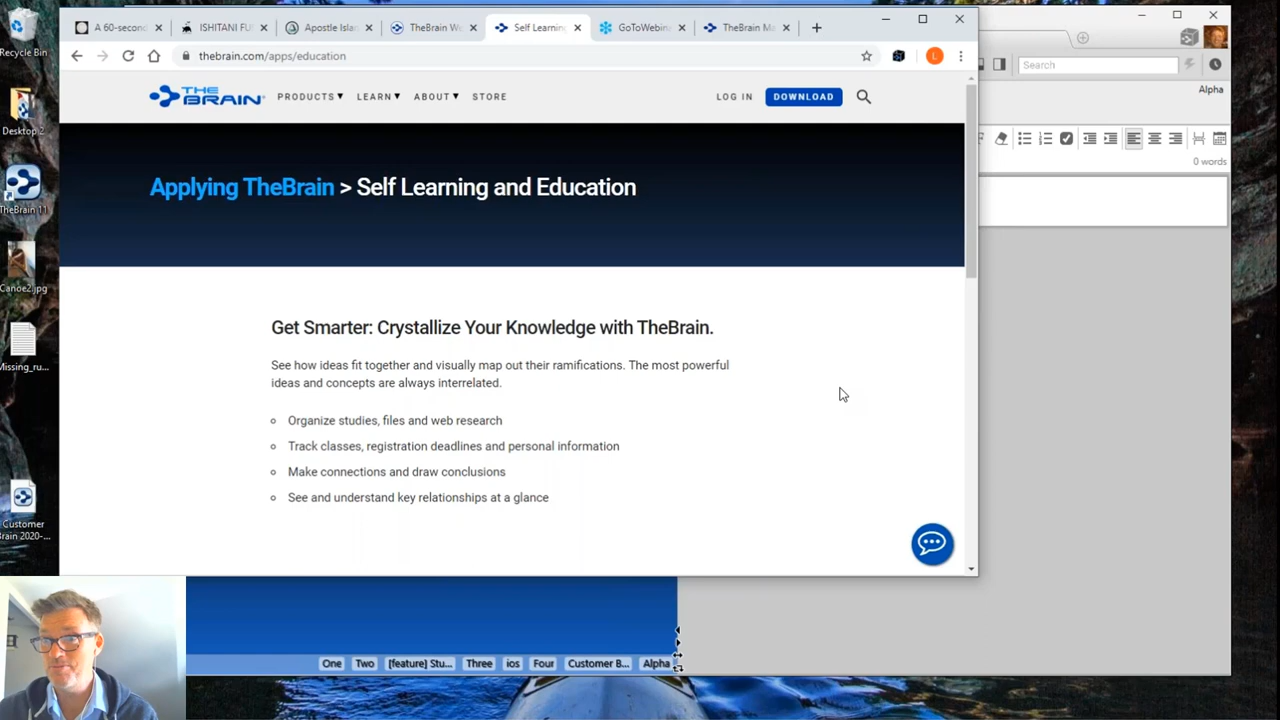 Recycle Bin
Desktop 2
TheBrain 11
Canoe2.jpg
Missing_ru...
Customer
Brain 2020-...
A 60-second
ISHITANI FU
Apostle Islan
TheBrain W
Self Learning
GoToWebina
TheBrain Ma
thebrain.com/apps/education
L
THE BRAIN
PRODUCTS▼ LEARN▼ ABOUT▼ STORE
LOG IN DOWNLOAD
Applying TheBrain > Self Learning and Education
Get Smarter: Crystallize Your Knowledge with TheBrain.
See how ideas fit together and visually map out their ramifications. The most powerful
ideas and concepts are always interrelated.
Organize studies, files and web research
Track classes, registration deadlines and personal information
Make connections and draw conclusions
See and understand key relationships at a glance
Search
Alpha
0 words
One Two [feature] Stu... Three ios Four Customer B... Alpha